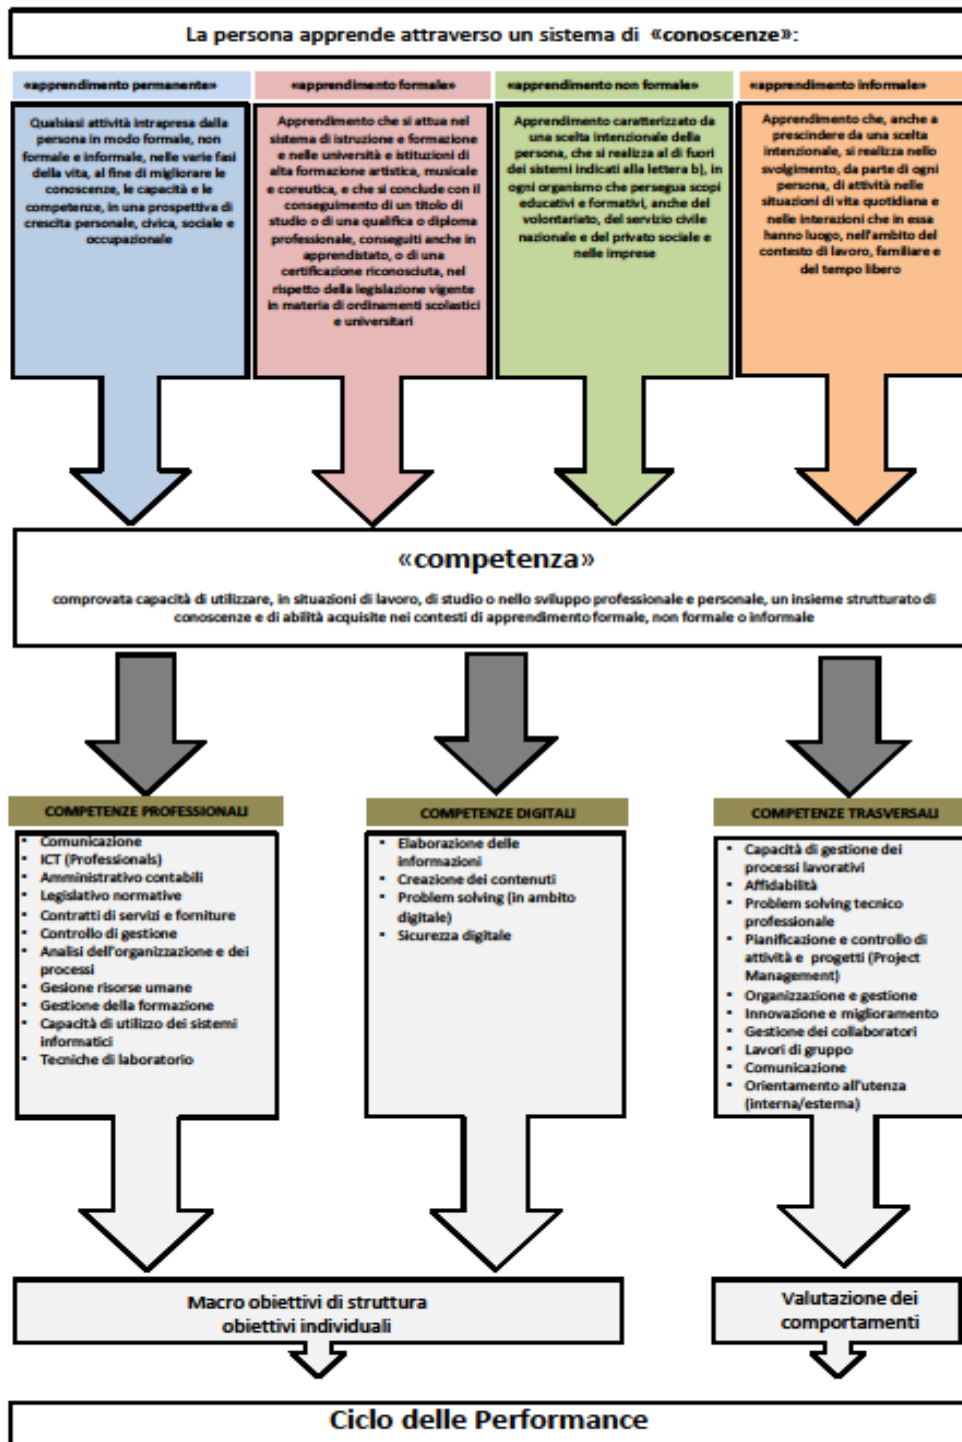 La persona apprende attraverso un sistema di «conoscenze»:
«apprendimento permanente»
Qualsiasi attività intrapresa dalla
persona in modo formale, non
formale e informale, nelle varie fasi
della vita, al fine di migliorare le
conoscenze, le capacità e le
competenze, in una prospettiva di
crescita personale, civica, sociale e
occupazionale
«apprendimento formale»
Apprendimento che si attua nel
sistema di istruzione e formazione
e nelle università e istituzioni di
alta formazione artistica, musicale
e coreutica, e che si conclude con il
conseguimento di un titolo di
studio o di una qualifica o diploma
professionale, conseguiti anche in
apprendistato, o di una
certificazione riconosciuta, nel
rispetto della legislazione vigente
in materia di ordinamenti scolastici
e universitari
«apprendimento non formale»
Apprendimento caratterizzato da
una scelta intenzionale della
persona, che si realizza al di fuori
dei sistemi indicati alla lettera b), in
ogni organismo che persegua scopi
educativi e formativi, anche del
volontariato, del servizio civile
nazionale e del privato sociale e
nelle imprese
«apprendimento informale»
Apprendimento che, anche a
prescindere da una scelta
intenzionale, si realizza nello
svolgimento, da parte di ogni
persona, di attività nelle
situazioni di vita quotidiana e
nelle interazioni che in essa
hanno luogo, nell'ambito del
contesto di lavoro, familiare e
del tempo libero
«competenza»
comprovata capacità di utilizzare, in situazioni di lavoro, di studio o nello sviluppo professionale e personale, un insieme strutturato di
conoscenze e di abilità acquisite nei contesti di apprendimento formale, non formale o informale
COMPETENZE PROFESSIONALI
▪ Comunicazione
▪ ICT (Professionals)
▪ Amministrativo contabili
▪ Legislativo normative
▪ Contratti di servizi e forniture
▪ Controllo di gestione
▪ Analisi dell'organizzazione e dei
processi
▪ Gesione risorse umane
▪ Gestione della formazione
▪ Capacità di utilizzo dei sistemi
informatici
▪ Tecniche di laboratorio
COMPETENZE DIGITALI
▪ Elaborazione delle
informazioni
▪ Creazione dei contenuti
▪ Problem solving (in ambito
digitale)
▪ Sicurezza digitale
COMPETENZE TRASVERSALI
▪ Capacità di gestione dei
processi lavorativi
▪ Affidabilità
▪ Problem solving tecnico
professionale
▪ Pianificazione e controllo di
attività e progetti (Project
Management)
▪ Organizzazione e gestione
▪ Innovazione e miglioramento
▪ Gestione dei collaboratori
▪ Lavori di gruppo
▪ Comunicazione
▪ Orientamento all'utenza
(interna/esterna)
Macro obiettivi di struttura
obiettivi individuali
Valutazione dei
comportamenti
Ciclo delle Performance